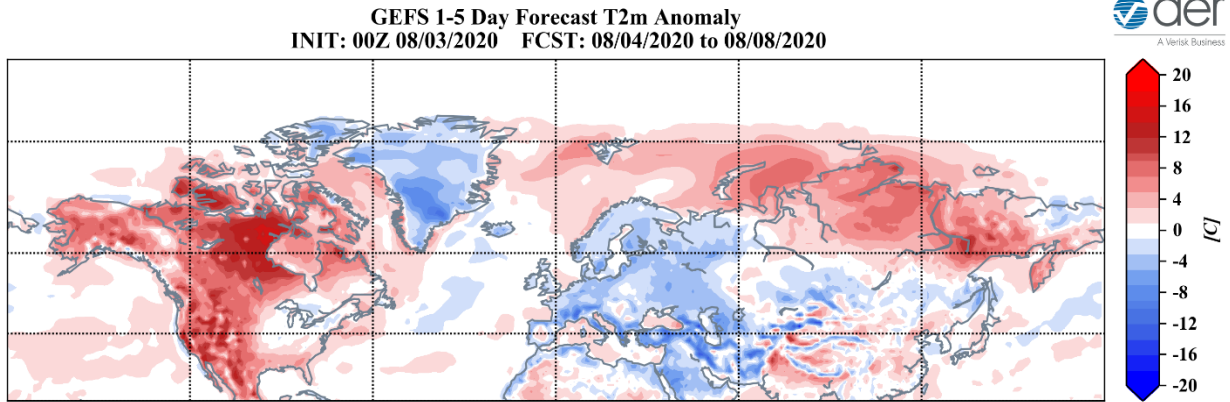 GEFS 1-5 Day Forecast T2m Anomaly
INIT: 00Z 08/03/2020 FCST: 08/04/2020 to 08/08/2020
aer
A Verisk Business
20
16
12
8
4
0
-4
-8
-12
-16
-20
[C]